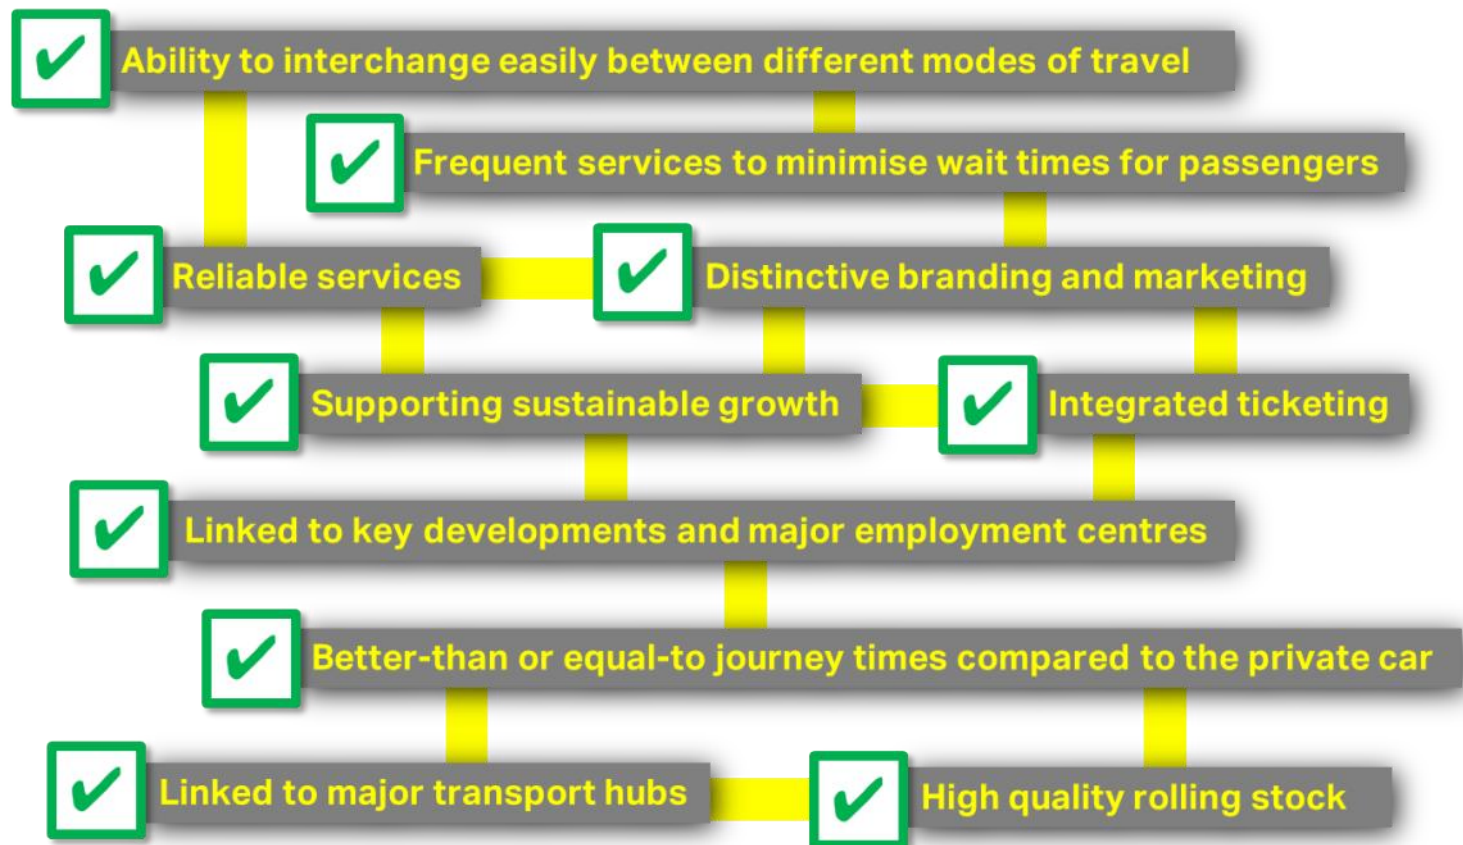 Ability to interchange easily between different modes of travel
Frequent services to minimise wait times for passengers
Reliable services
Distinctive branding and marketing
Supporting sustainable growth
Integrated ticketing
Linked to key developments and major employment centres
Better-than or equal-to journey times compared to the private car
Linked to major transport hubs
High quality rolling stock